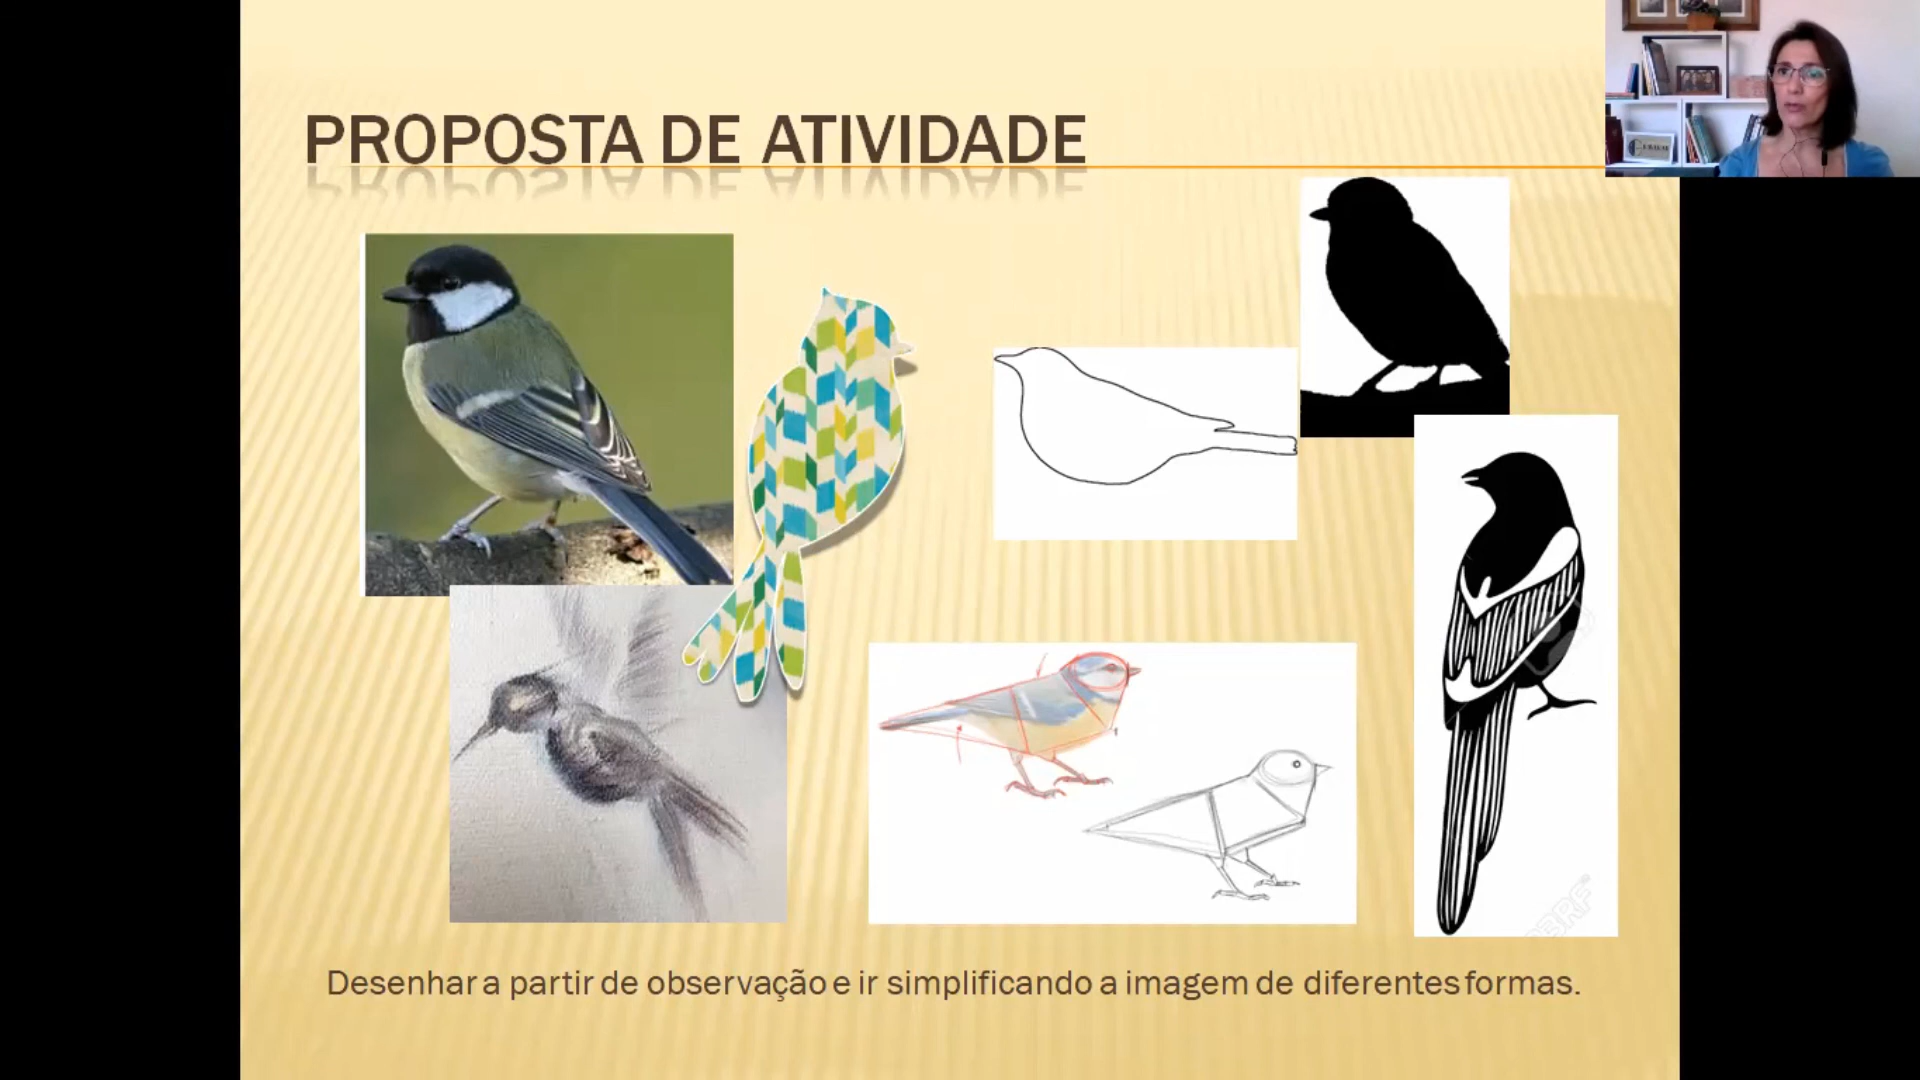 PROPOSTA DE ATIVIDADE
Desenhar a partir de observação e ir simplificando a imagem de diferentes formas.